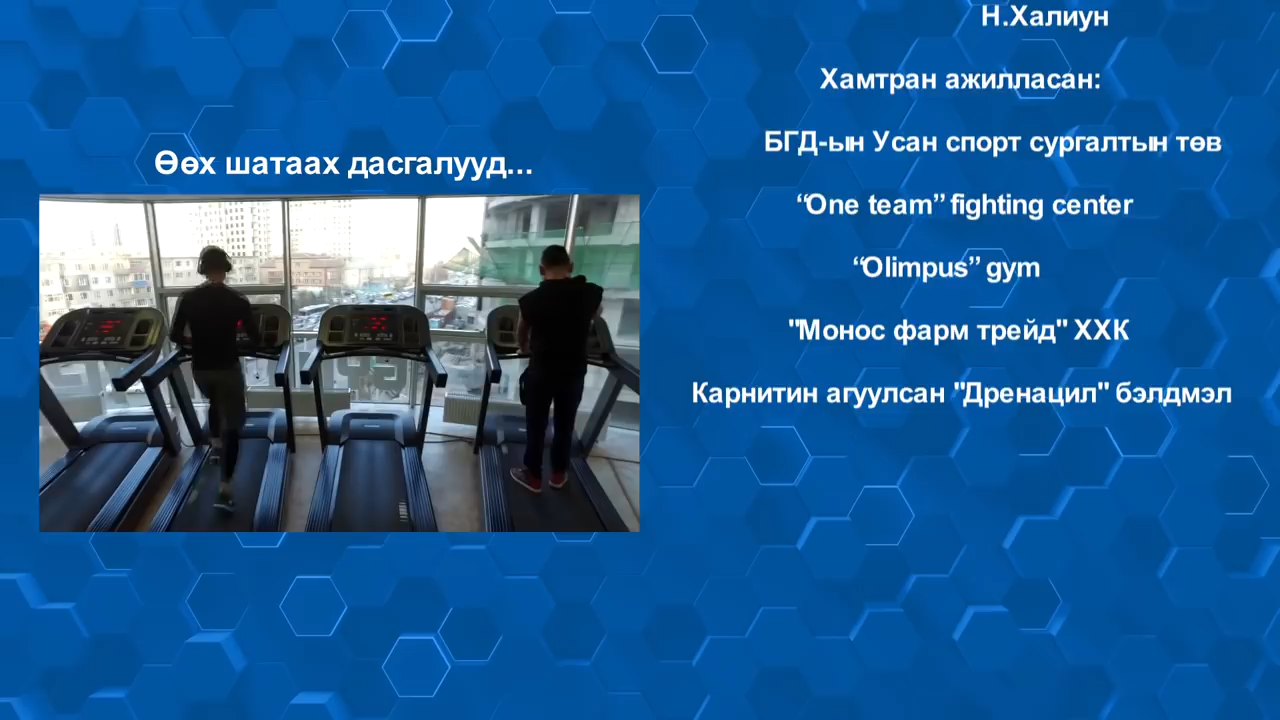 Өөх шатаах дасгалууд...
Н.Халиун
Хамтран ажилласан:
БГД-ын Усан спорт сургалтын төв
“One team” fighting center
“Olimpus” gym
"Монос фарм трейд" ХХК
Карнитин агуулсан "Дренацил" бэлдмэл